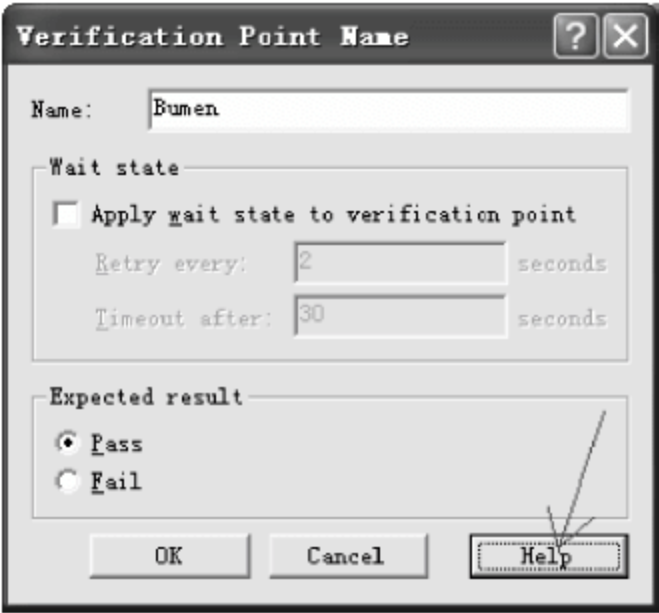 Verification Point Name
Name: Bumen
Wait state
Apply wait state to verification point
Retry every: 2 seconds
Timeout after: 30 seconds
Expected result
Pass
Fail
OK Cancel Help